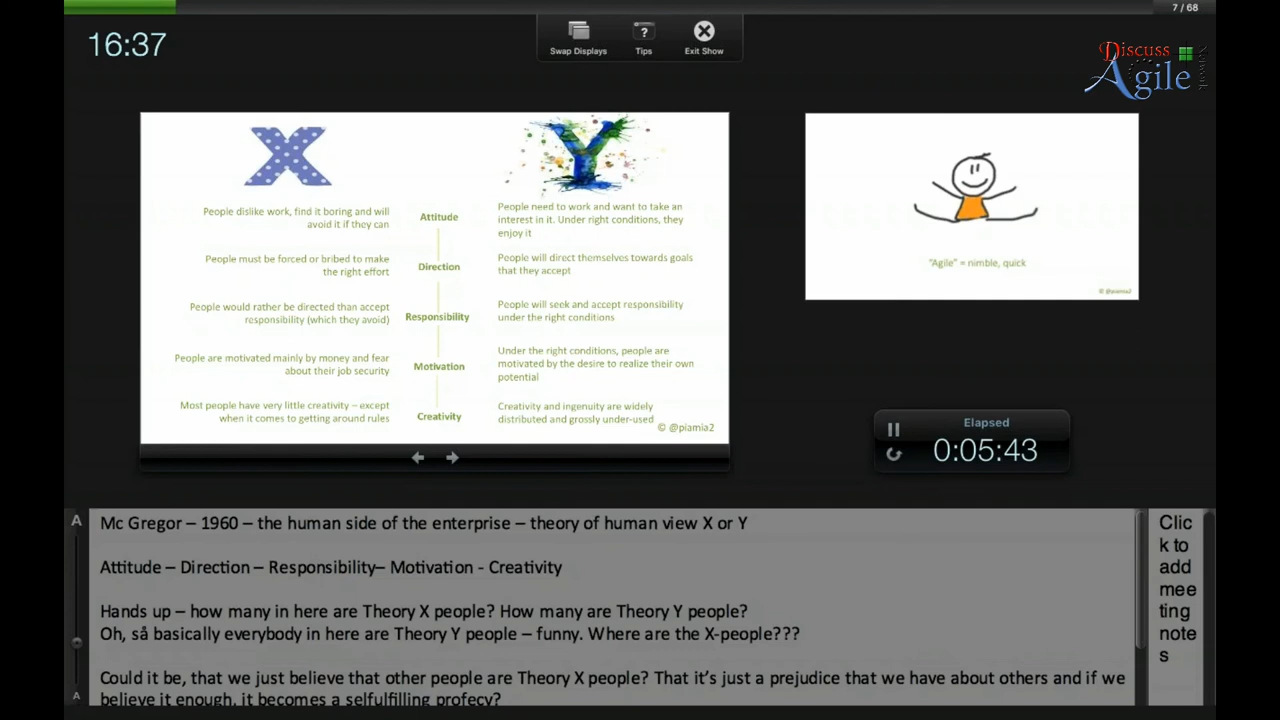 7 / 68
16:37
Swap Displays
Tips
Exit Show
Discuss
Agile
X
Y
People dislike work, find it boring and will
avoid it if they can
Attitude
People need to work and want to take an
interest in it. Under right conditions, they
enjoy it
People must be forced or bribed to make
the right effort
Direction
People will direct themselves towards goals
that they accept
People would rather be directed than accept
responsibility (which they avoid)
Responsibility
People will seek and accept responsibility
under the right conditions
People are motivated mainly by money and fear
about their job security
Motivation
Under the right conditions, people are
motivated by the desire to realize their own
potential
Most people have very little creativity – except
when it comes to getting around rules
Creativity
Creativity and ingenuity are widely
distributed and grossly under-used
© @piamia2
"Agile" = nimble, quick
© @piamia2
Elapsed
0:05:43
A
Mc Gregor – 1960 – the human side of the enterprise – theory of human view X or Y
Attitude – Direction – Responsibility– Motivation - Creativity
Hands up – how many in here are Theory X people? How many are Theory Y people?
Oh, så basically everybody in here are Theory Y people – funny. Where are the X-people???
Could it be, that we just believe that other people are Theory X people? That it's just a prejudice that we have about others and if we
believe it enough, it becomes a selfulfilling profecy?
A
Clic
k to
add
mee
ting
note
s